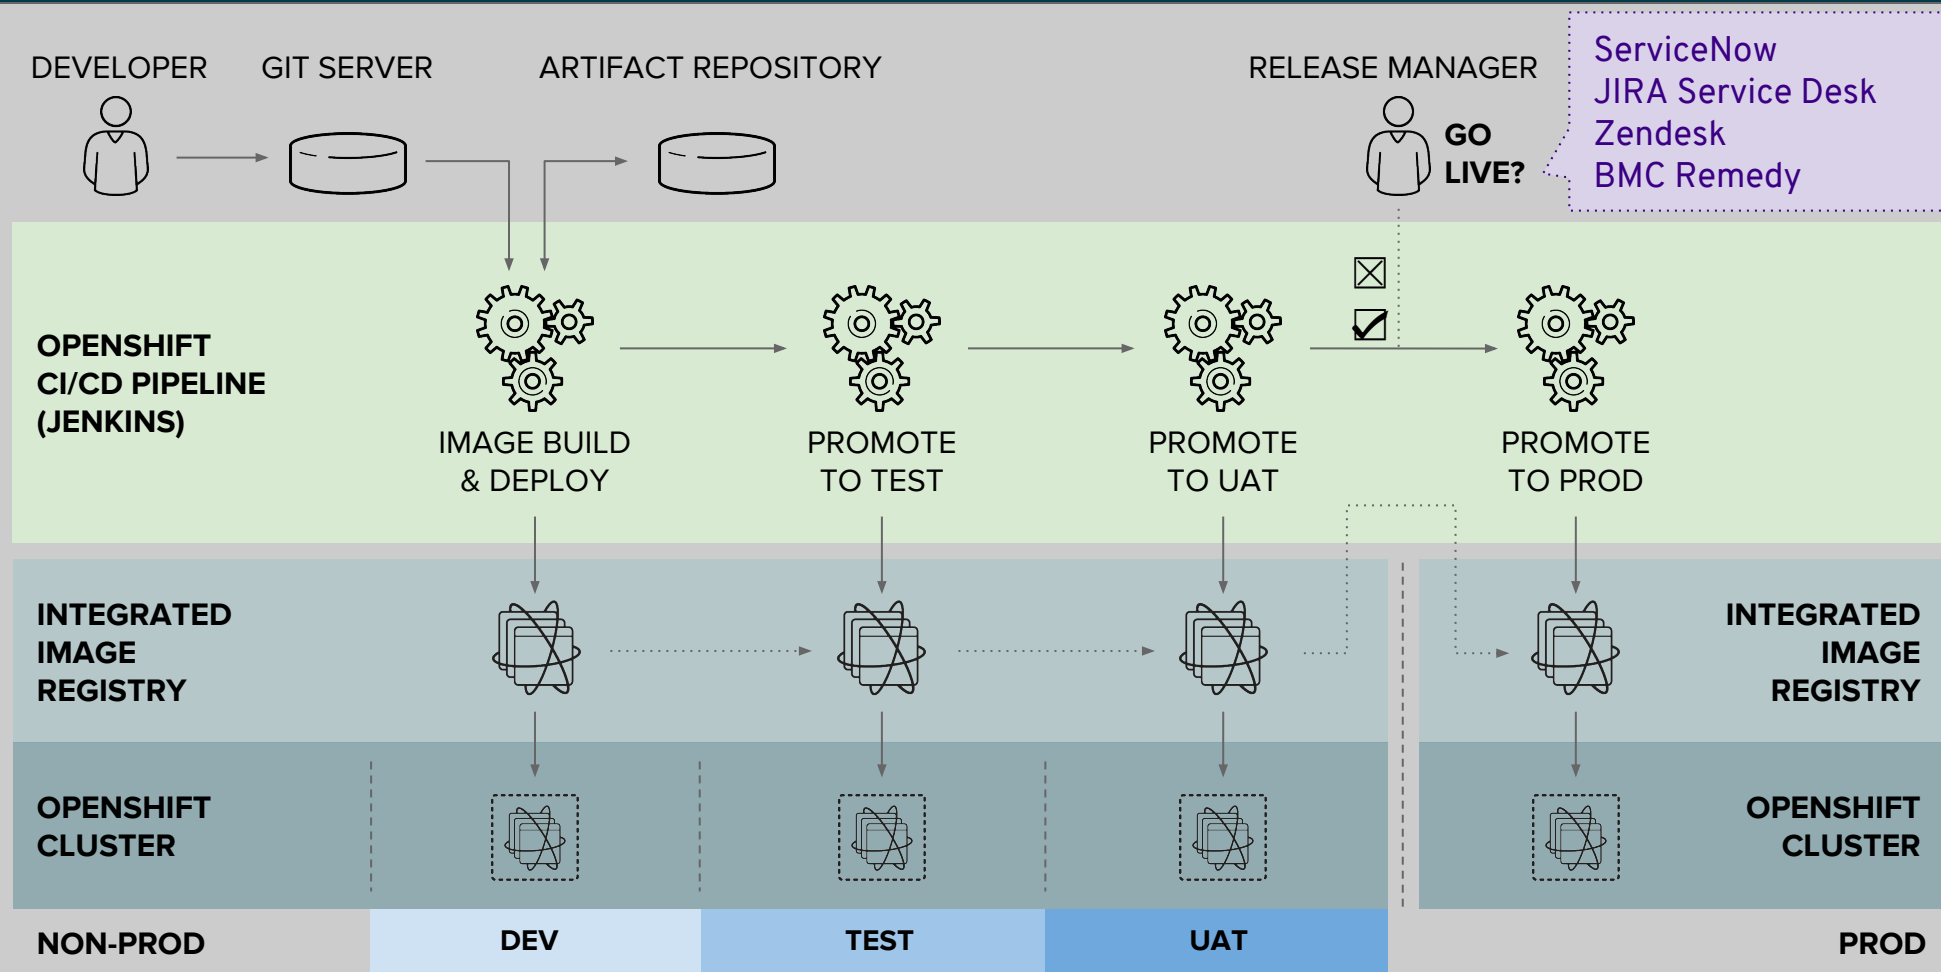 DEVELOPER
GIT SERVER
ARTIFACT REPOSITORY
RELEASE MANAGER
GO
LIVE?
ServiceNow
JIRA Service Desk
Zendesk
BMC Remedy
OPENSHIFT
CI/CD PIPELINE
(JENKINS)
IMAGE BUILD
& DEPLOY
PROMOTE
TO TEST
PROMOTE
TO UAT
PROMOTE
TO PROD
INTEGRATED
IMAGE
REGISTRY
INTEGRATED
IMAGE
REGISTRY
OPENSHIFT
CLUSTER
OPENSHIFT
CLUSTER
NON-PROD
DEV
TEST
UAT
PROD